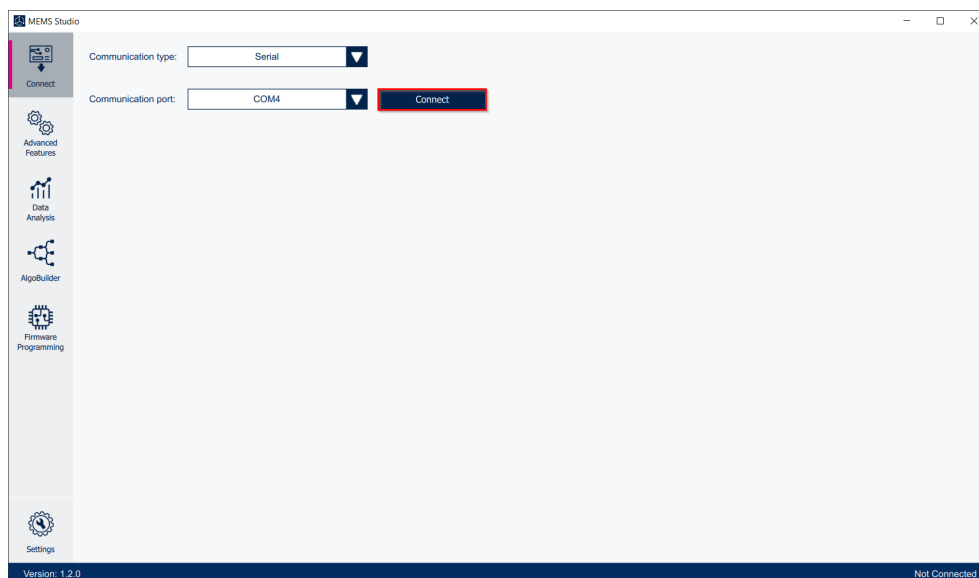 MEMS Studio
Connect
Advanced
Features
Data
Analysis
AlgoBuilder
Firmware
Programming
Settings
Communication type:
Serial
Communication port:
COM4
Connect
Version: 1.2.0
Not Connected